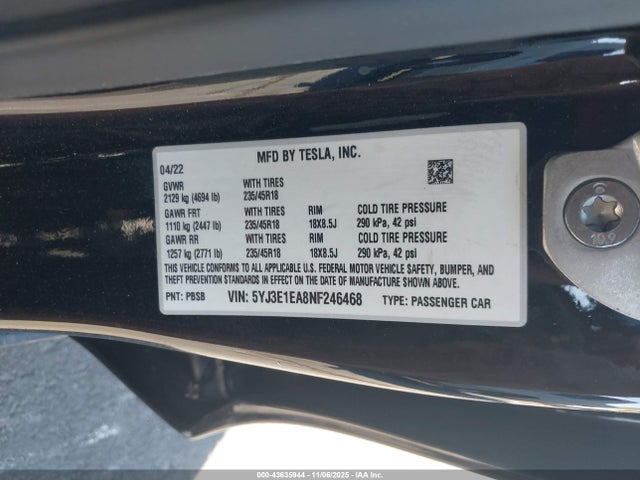 MFD BY TESLA, INC.
04/22
GVWR WITH TIRES
2129 kg (4694 lb) 235/45R18
GAWR FRT WITH TIRES RIM COLD TIRE PRESSURE
1110 kg (2447 lb) 235/45R18 18X8.5J 290 kPa, 42 psi
GAWR RR WITH TIRES RIM COLD TIRE PRESSURE
1257 kg (2771 lb) 235/45R18 18X8.5J 290 kPa, 42 psi
THIS VEHICLE CONFORMS TO ALL APPLICABLE U.S. FEDERAL MOTOR VEHICLE SAFETY, BUMPER, AND
THEFT PREVENTION STANDARDS IN EFFECT ON THE DATE OF MANUFACTURE SHOWN ABOVE.
PNT: PBSB VIN: 5YJ3E1EA8NF246468 TYPE: PASSENGER CAR
109
000-43635944 - 11/06/2025 - IAAI.com